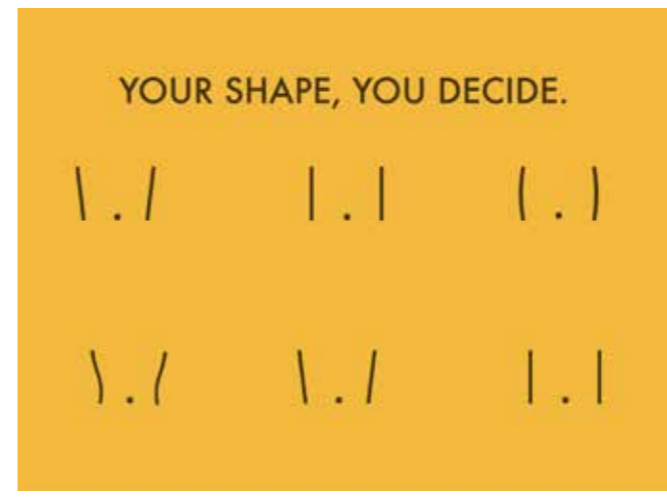 YOUR SHAPE, YOU DECIDE.
\ . / | . | ( . )
) . ( \ . / | . |